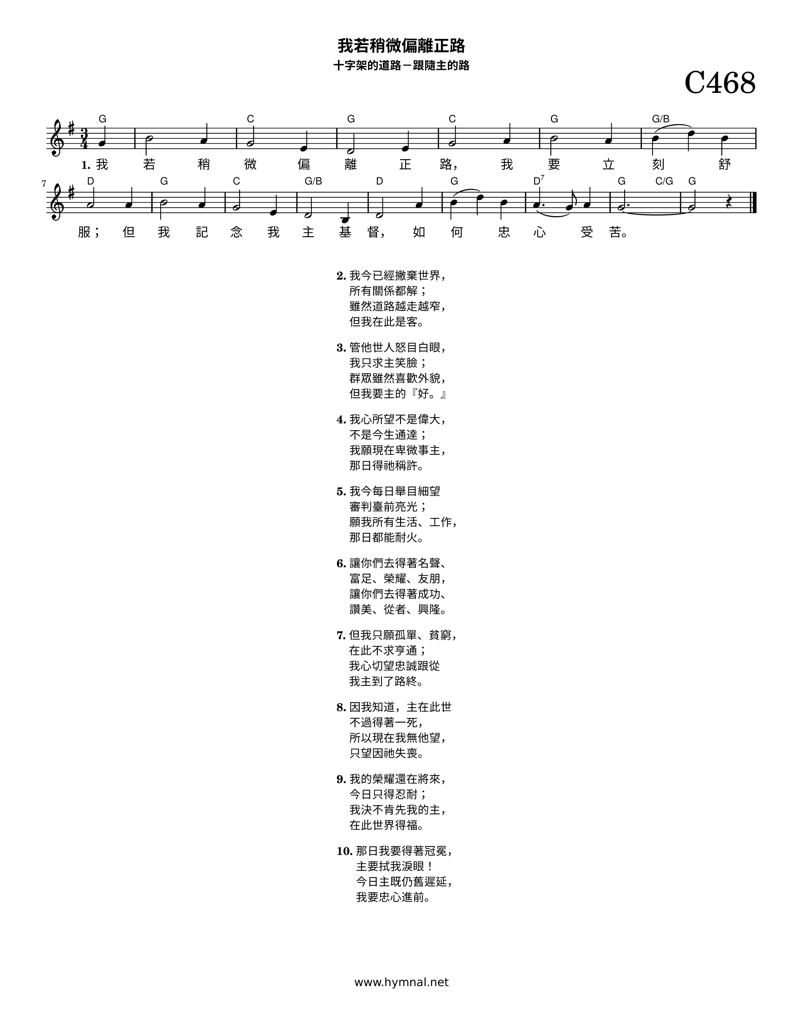 我若稍微偏離正路
十字架的道路－跟隨主的路
C468
G C G C G G/B
3 4
1. 我 若 稍 微 偏 離 正 路， 我 要 立 刻 舒
7 D G C G/B D G D7 G C/G G
服； 但 我 記 念 我 主 基 督， 如 何 忠 心 受 苦。
2. 我今已經撇棄世界，
所有關係都解；
雖然道路越走越窄，
但我在此是客。
3. 管他世人怒目白眼，
我只求主笑臉；
群眾雖然喜歡外貌，
但我要主的『好。』
4. 我心所望不是偉大，
不是今生通達；
我願現在卑微事主，
那日得祂稱許。
5. 我今每日舉目細望
審判臺前亮光；
願我所有生活、工作，
那日都能耐火。
6. 讓你們去得著名聲、
富足、榮耀、友朋，
讓你們去得著成功、
讚美、從者、興隆。
7. 但我只願孤單、貧窮，
在此不求亨通；
我心切望忠誠跟從
我主到了路終。
8. 因我知道，主在此世
不過得著一死，
所以現在我無他望，
只望因祂失喪。
9. 我的榮耀還在將來，
今日只得忍耐；
我決不肯先我的主，
在此世界得福。
10. 那日我要得著冠冕，
主要拭我淚眼！
今日主既仍舊遲延，
我要忠心進前。
www.hymnal.net